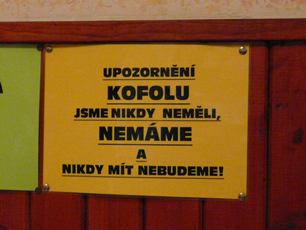 UPOZORNĚNÍ
KOFOLU
JSME NIKDY NEMĚLI,
NEMÁME
A
NIKDY MÍT NEBUDEME!